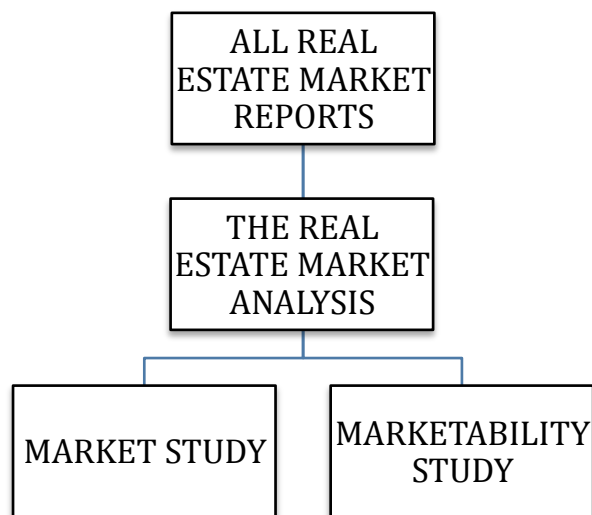 ALL REAL
ESTATE MARKET
REPORTS
THE REAL
ESTATE MARKET
ANALYSIS
MARKET STUDY
MARKETABILITY
STUDY